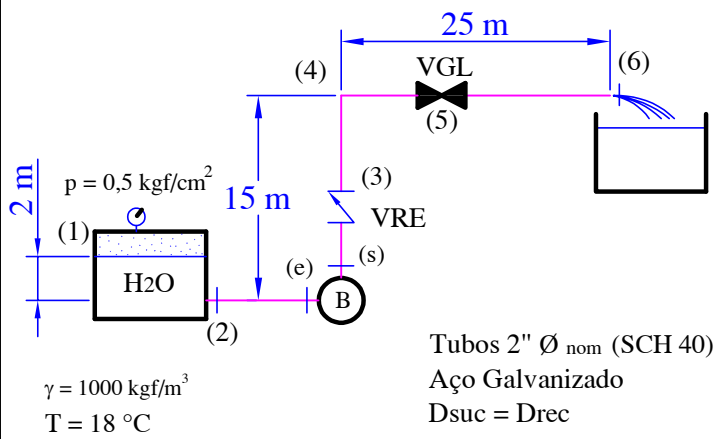 25 m
(4)
VGL
(6)
(5)
p = 0,5 kgf/cm²
2 m
15 m
(3)
(1)
VRE
H2O
(e)
(s)
B
(2)
Tubos 2" Ø nom (SCH 40)
γ = 1000 kgf/m³
Aço Galvanizado
T = 18 °C
Dsuc = Drec